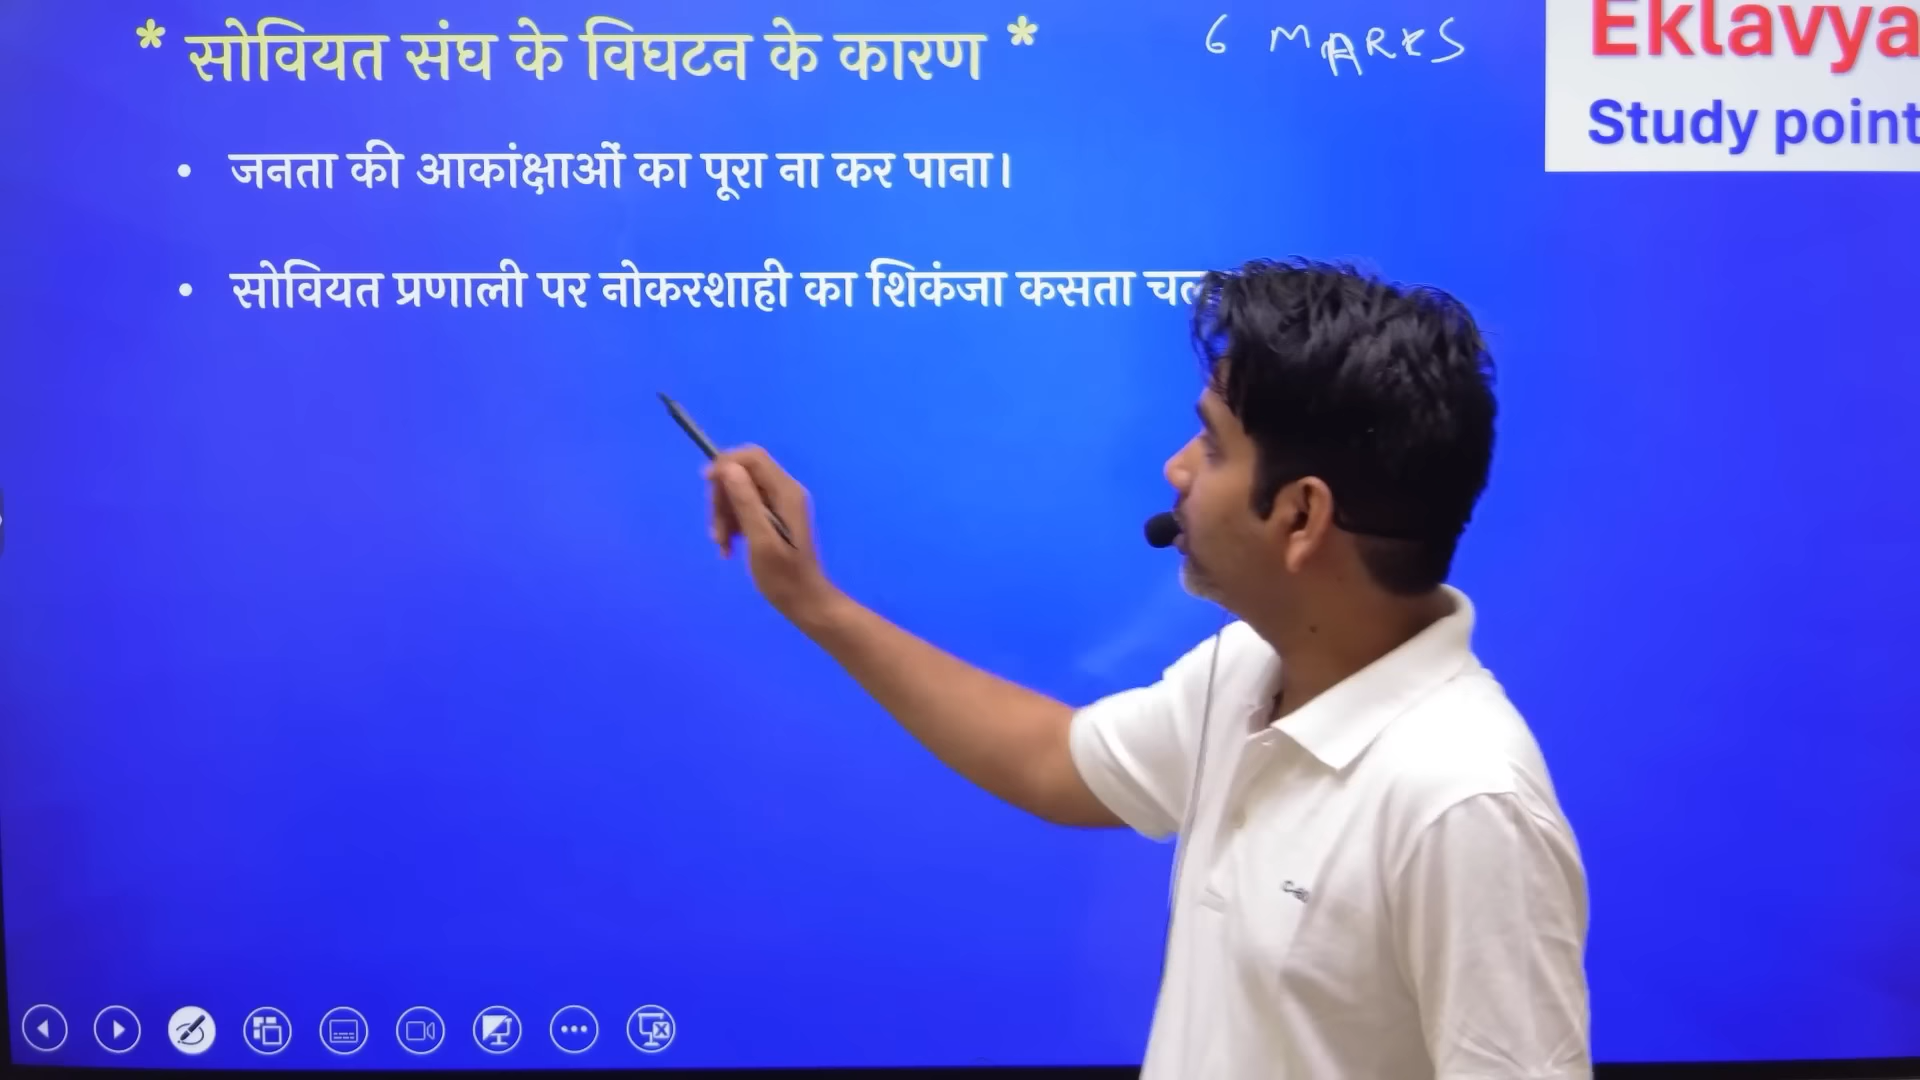 * सोवियत संघ के विघटन के कारण *
6 MARKS
Eklavya
Study point
• जनता की आकांक्षाओं का पूरा ना कर पाना।
• सोवियत प्रणाली पर नोकरशाही का शिकंजा कसता